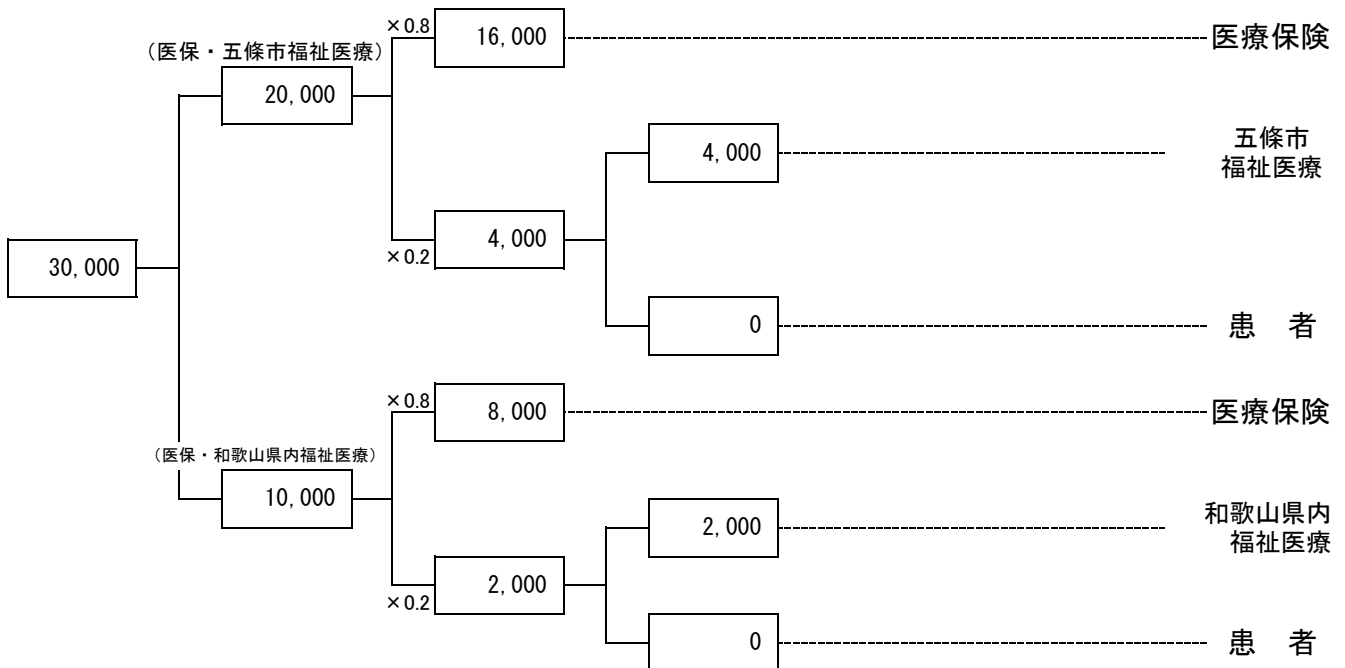 ×0.8
16,000
医療保険
（医保・五條市福祉医療）
20,000
4,000
五條市
福祉医療
×0.2
4,000
30,000
0
患　者
×0.8
8,000
医療保険
（医保・和歌山県内福祉医療）
10,000
2,000
和歌山県内
福祉医療
×0.2
2,000
0
患　者